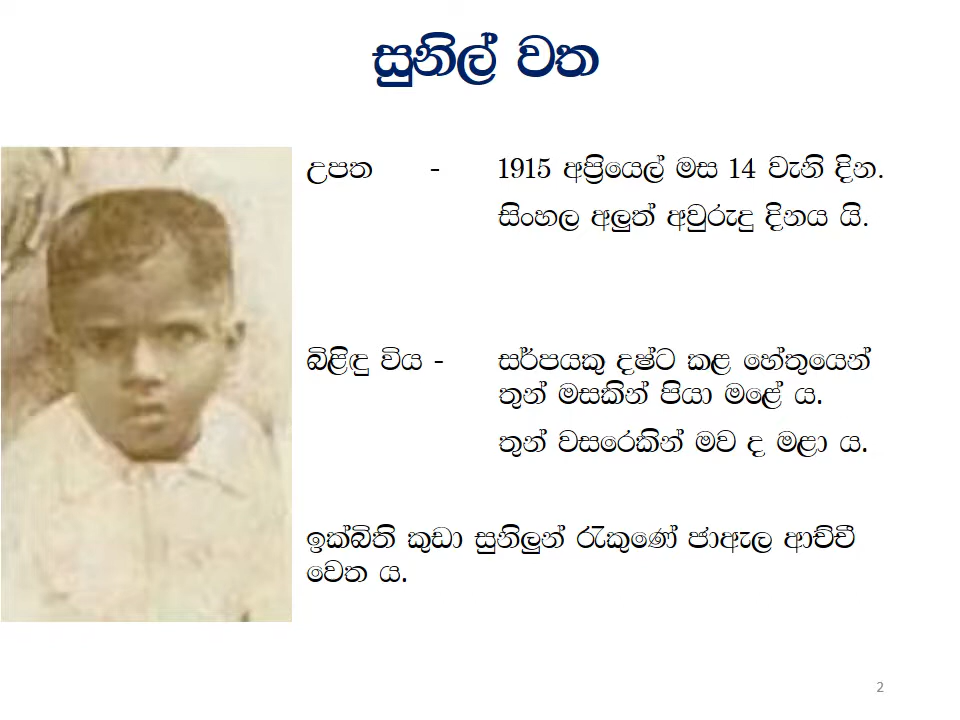 සුනිල් වත
උපත - 1915 අප්‍රියෙල් මස 14 වැනි දින.
සිංහල අලුත් අවුරුදු දිනය යි.
බිළිඳු විය - සර්පයකු දෂ්ට කළ හේතුයෙන්
තුන් මසකින් පියා මළේ ය.
තුන් වසරෙකින් මව ද මළා ය.
ඉක්බිති කුඩා සුනිලුන් රැකුණේ ජාඇල ආච්චී
වෙත ය.
2